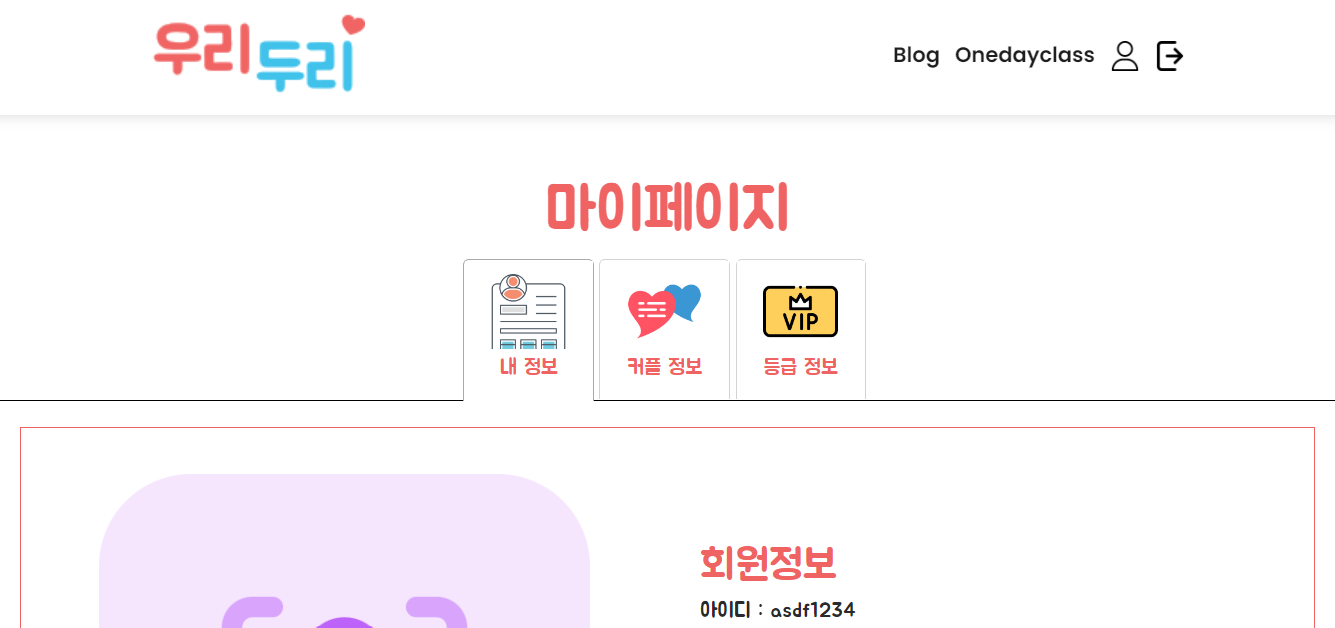 우리두리
Blog Onedayclass
마이페이지
VIP
내 정보
커플 정보
등급 정보
회원정보
아이디 : asdf1234